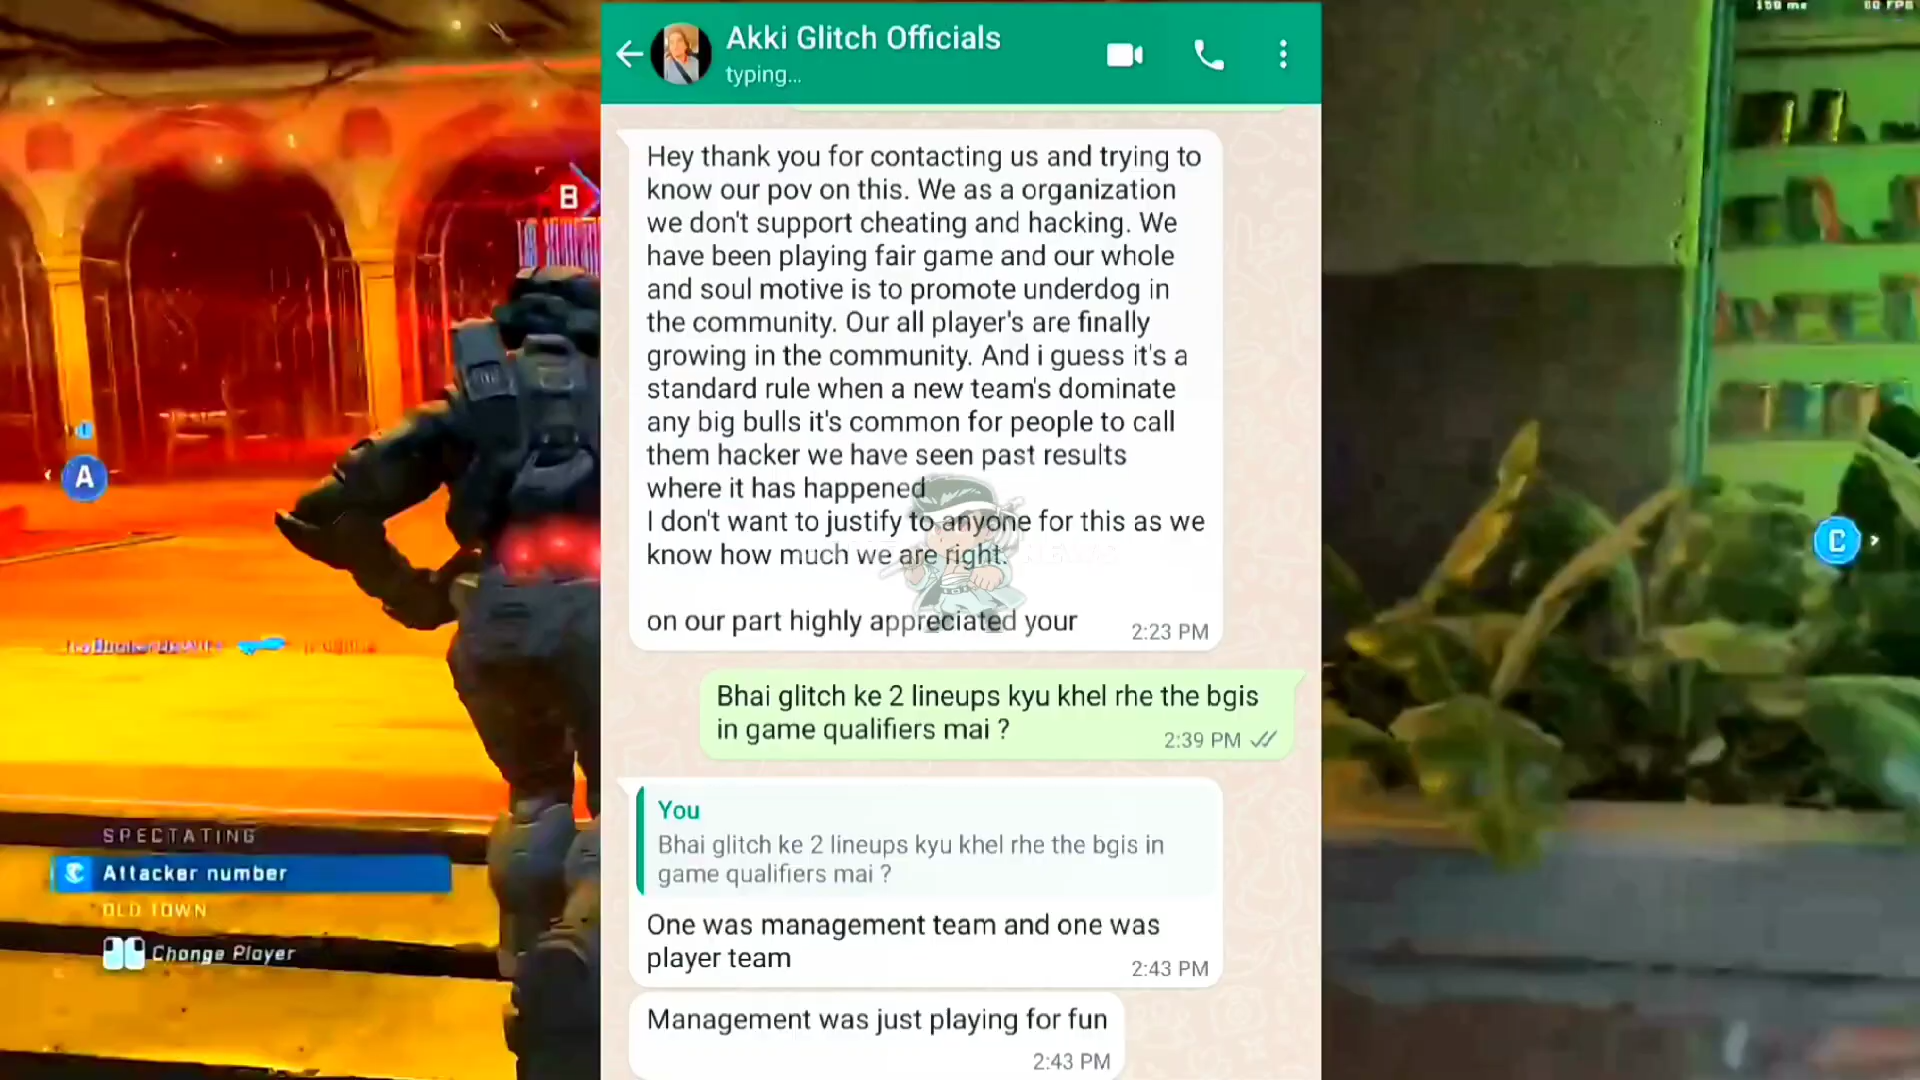 159 ms
60 FPS
Akki Glitch Officials
typing...
B
Hey thank you for contacting us and trying to
know our pov on this. We as a organization
we don't support cheating and hacking. We
have been playing fair game and our whole
and soul motive is to promote underdog in
the community. Our all player's are finally
growing in the community. And i guess it's a
standard rule when a new team's dominate
any big bulls it's common for people to call
them hacker we have seen past results
where it has happened
I don't want to justify to anyone for this as we
know how much we are right.
on our part highly appreciated your
2:23 PM
A
C
Bhai glitch ke 2 lineups kyu khel rhe the bgis
in game qualifiers mai ?
2:39 PM
You
Bhai glitch ke 2 lineups kyu khel rhe the bgis in
game qualifiers mai ?
One was management team and one was
player team
2:43 PM
Management was just playing for fun
2:43 PM
SPECTATING
Attacker number
OLD TOWN
Change Player